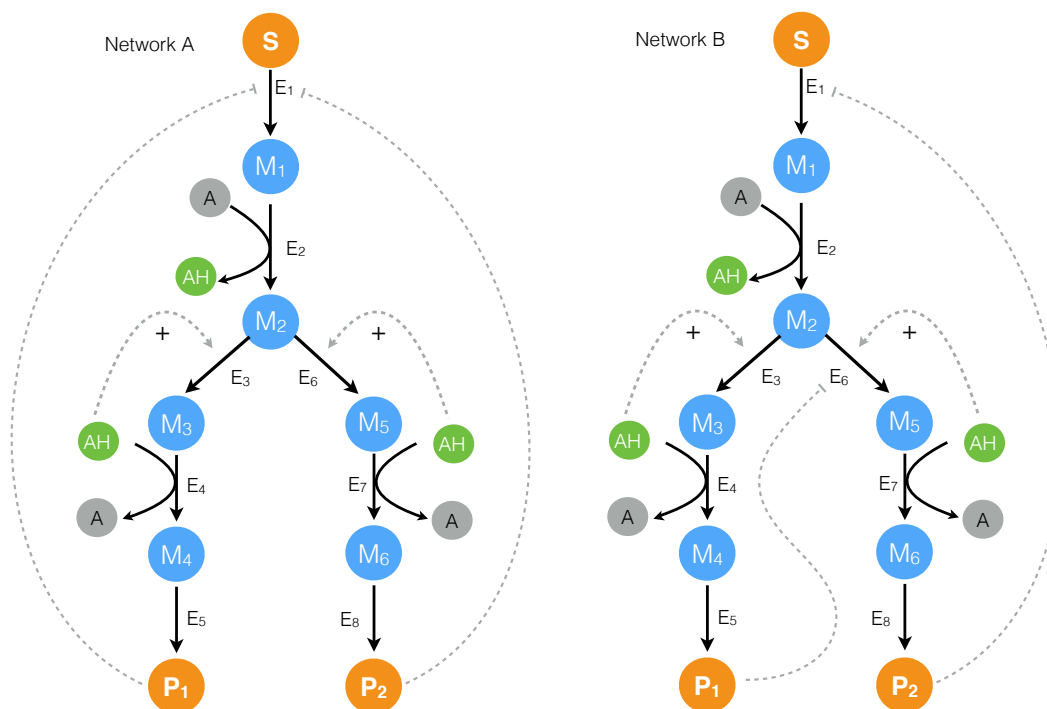 Network A
S
E₁
M₁
A
E₂
AH
M₂
+
+
E₃
E₆
M₃
M₅
AH
AH
E₄
E₇
A
A
M₄
M₆
E₅
E₈
P₁
P₂
Network B
S
E₁
M₁
A
E₂
AH
M₂
+
+
E₃
E₆
M₃
M₅
AH
AH
E₄
E₇
A
A
M₄
M₆
E₅
E₈
P₁
P₂